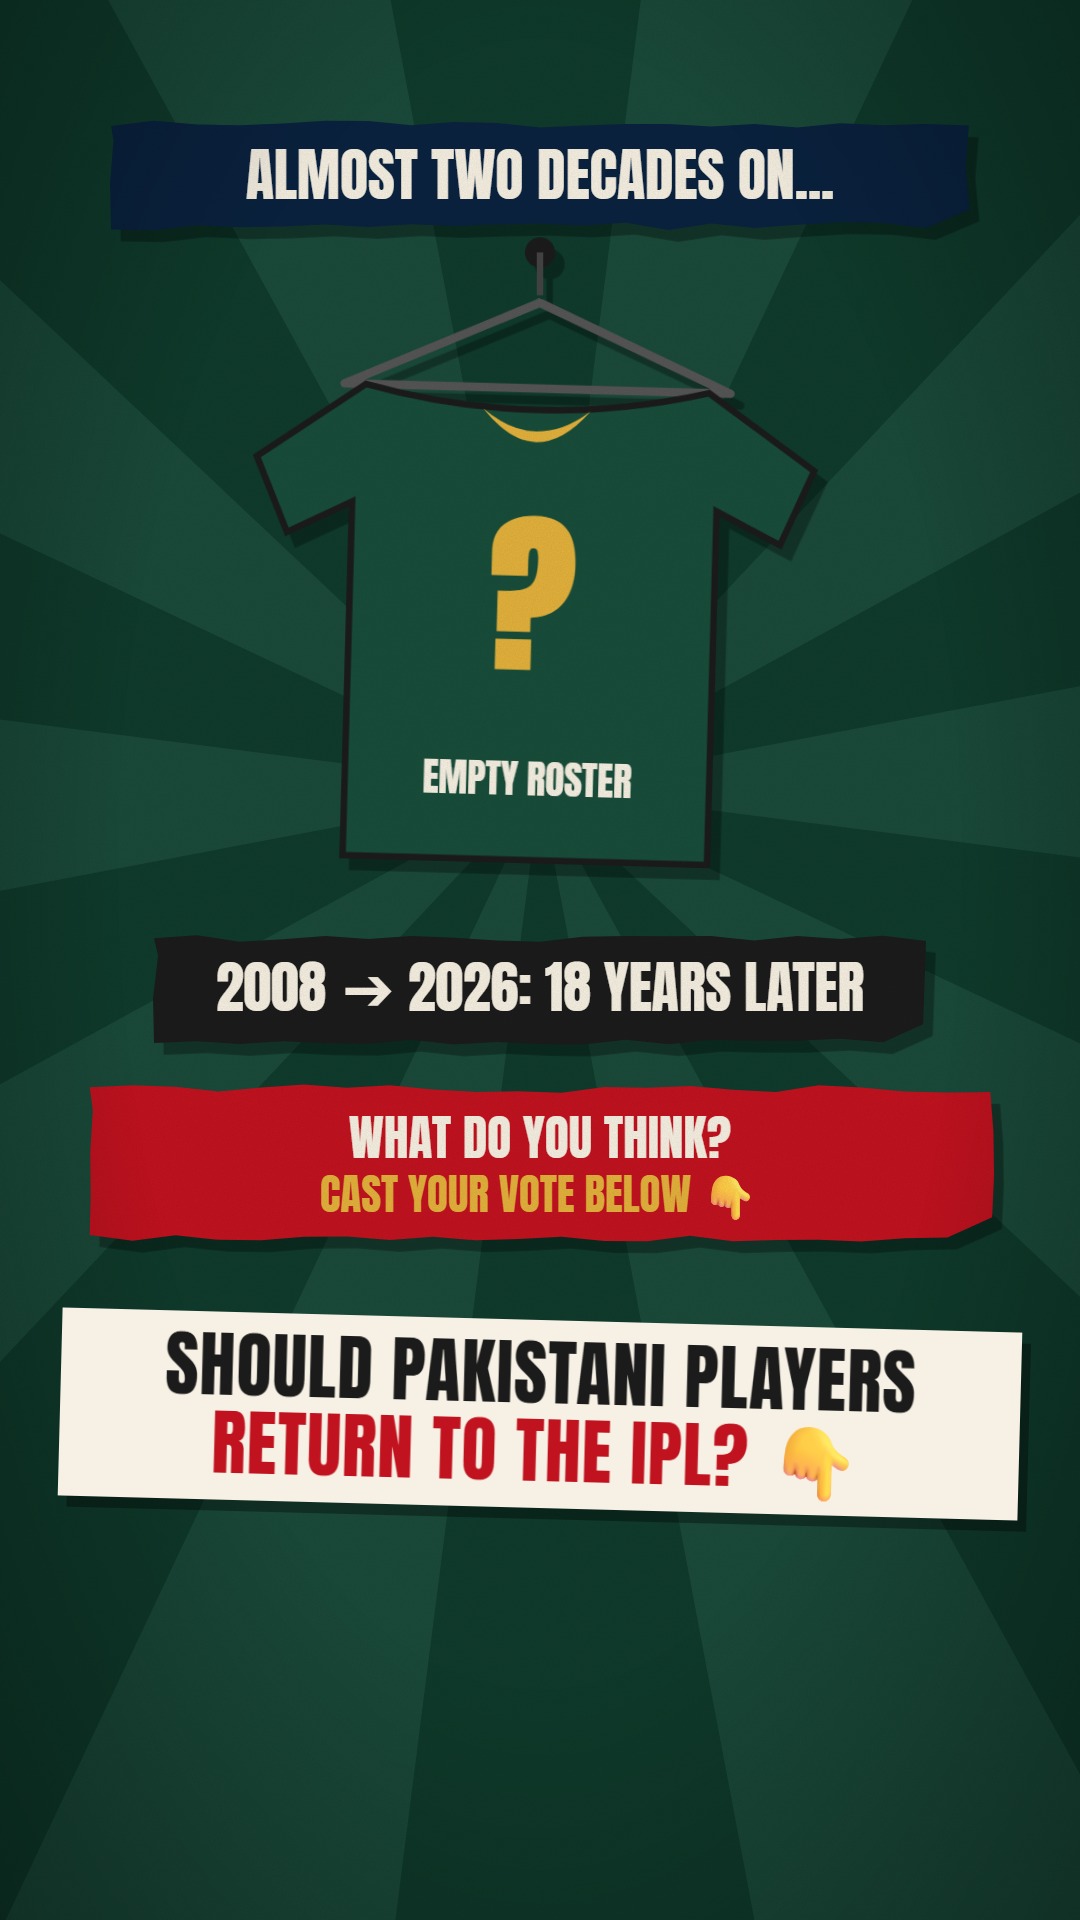 ALMOST TWO DECADES ON...
?
EMPTY ROSTER
2008 → 2026: 18 YEARS LATER
WHAT DO YOU THINK?
CAST YOUR VOTE BELOW 👇
SHOULD PAKISTANI PLAYERS
RETURN TO THE IPL? 👇